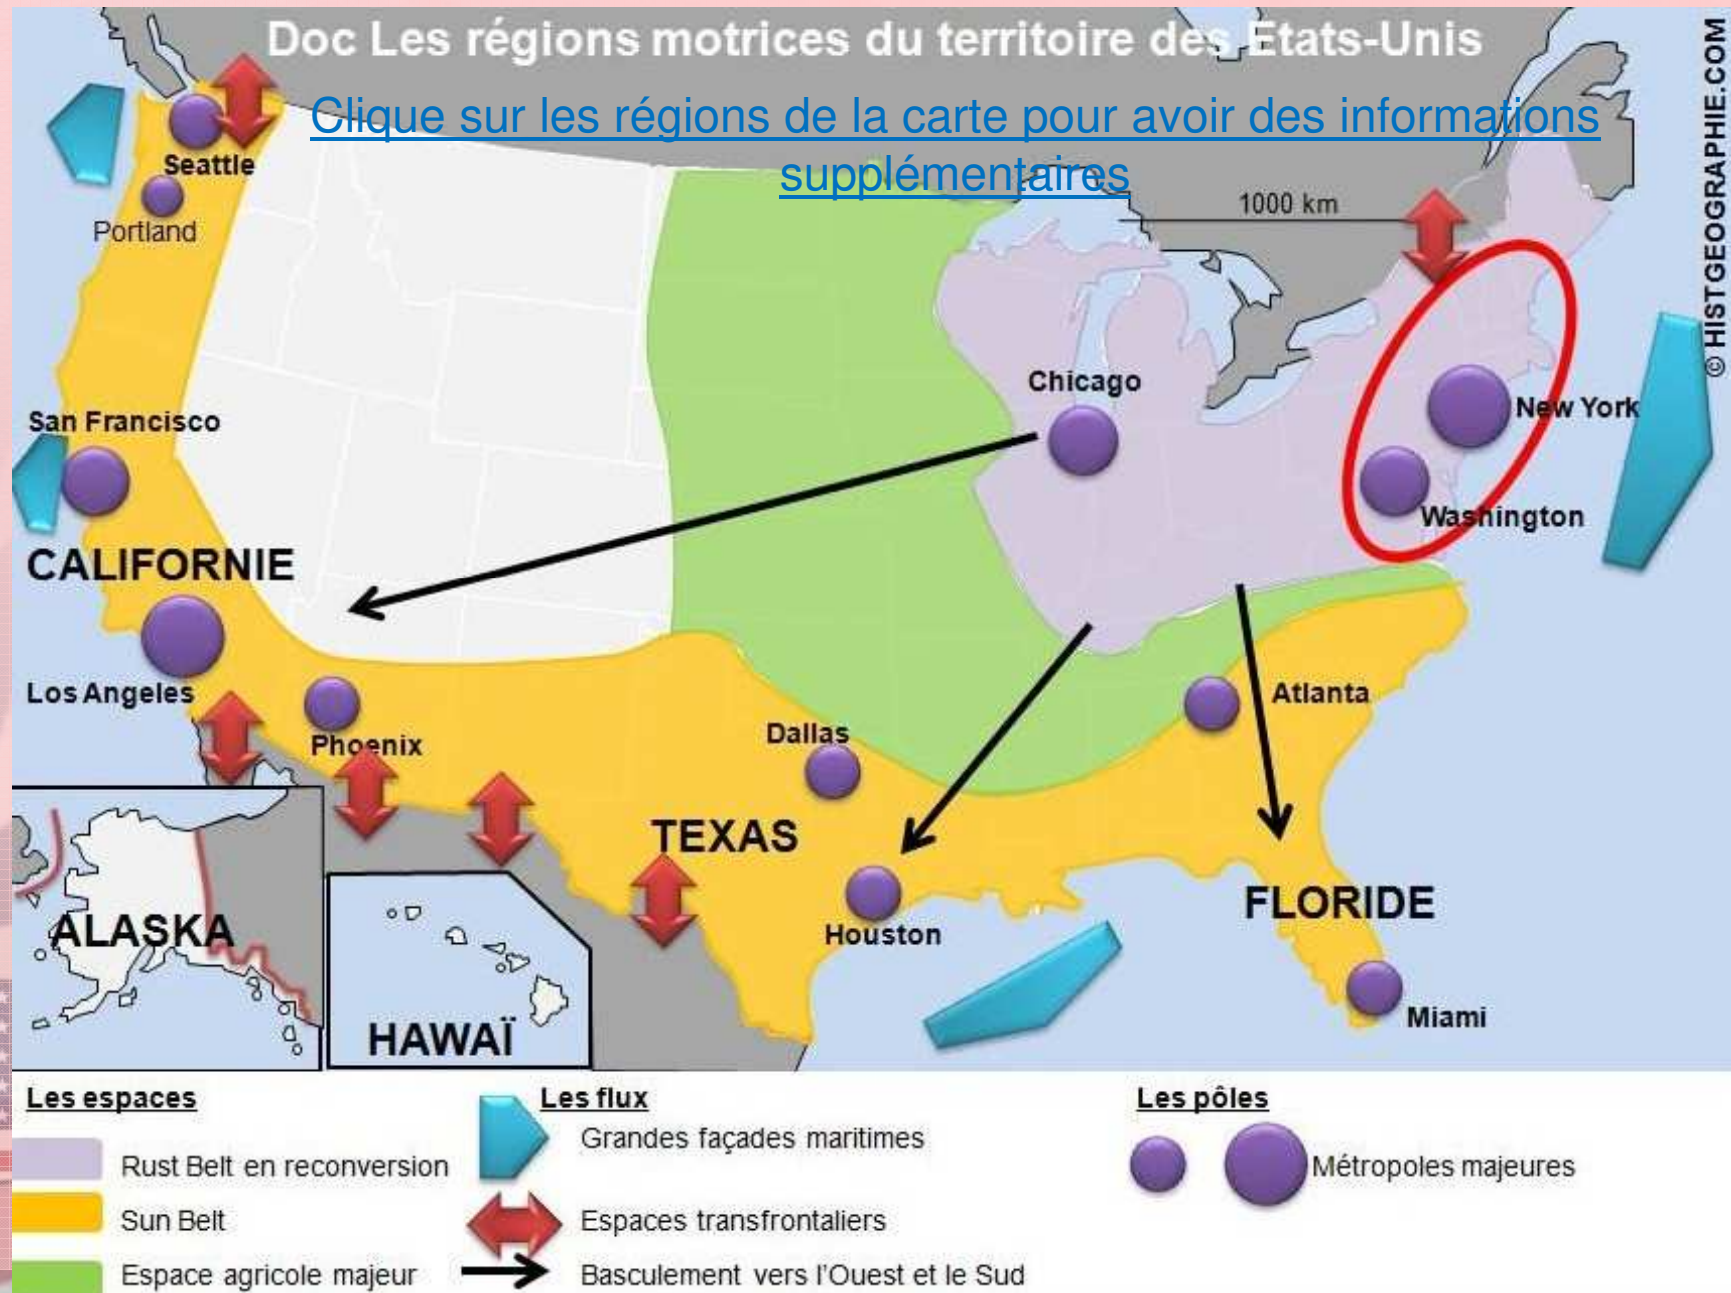 Doc Les régions motrices du territoire des Etats-Unis
Clique sur les régions de la carte pour avoir des informations
supplémentaires
© HISTGEOGRAPHIE.COM
1000 km
Seattle
Portland
Chicago
New York
San Francisco
Washington
CALIFORNIE
Los Angeles
Phoenix
Dallas
Atlanta
TEXAS
FLORIDE
Houston
ALASKA
HAWAÏ
Miami
Les espaces
Rust Belt en reconversion
Sun Belt
Espace agricole majeur
Les flux
Grandes façades maritimes
Espaces transfrontaliers
Basculement vers l'Ouest et le Sud
Les pôles
Métropoles majeures